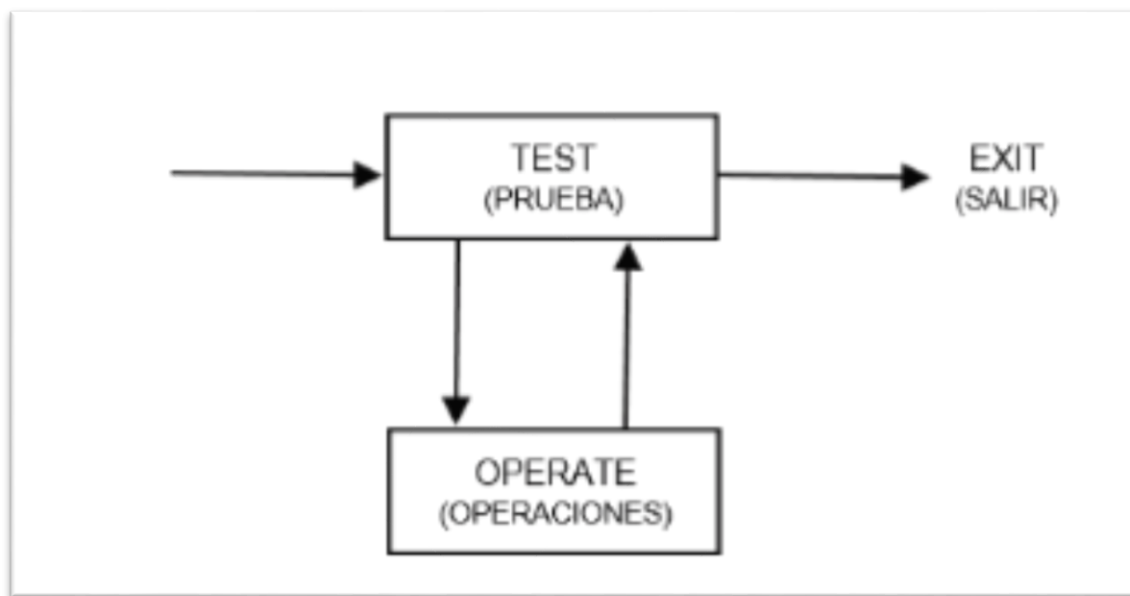 TEST
(PRUEBA)
EXIT
(SALIR)
OPERATE
(OPERACIONES)